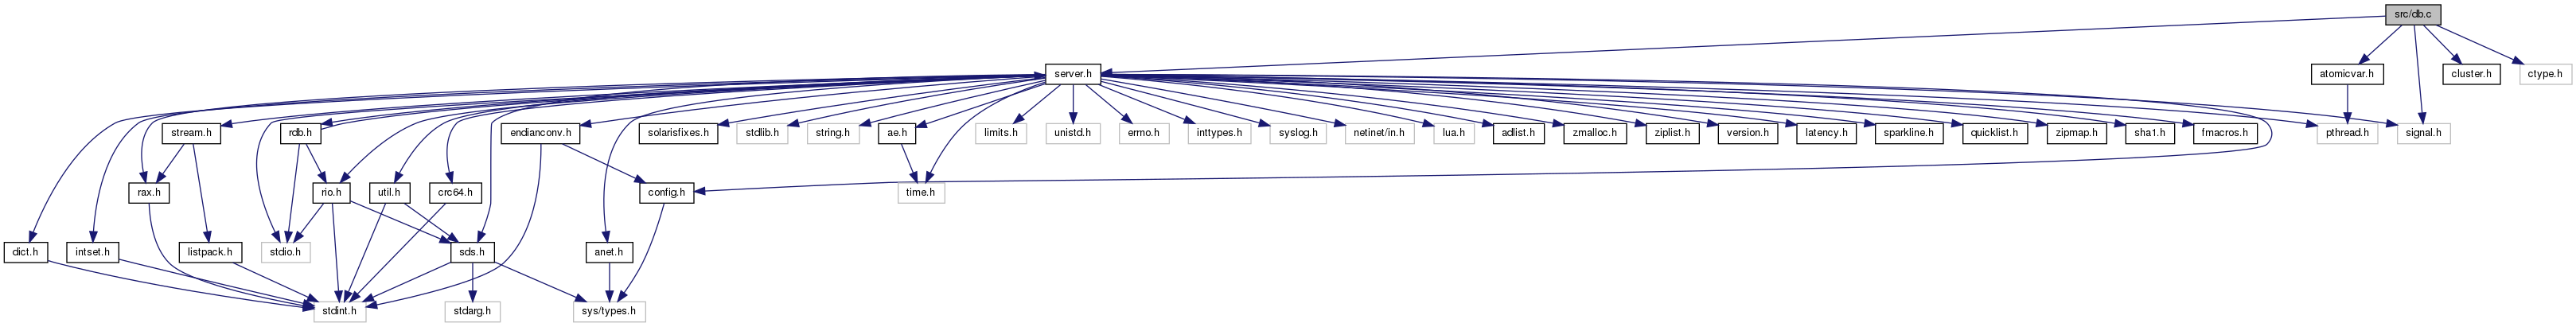 src/db.c
server.h
atomicvar.h
cluster.h
ctype.h
stream.h
rdb.h
endianconv.h
solarisfixes.h
stdlib.h
string.h
ae.h
limits.h
unistd.h
errno.h
inttypes.h
syslog.h
netinet/in.h
lua.h
adlist.h
zmalloc.h
ziplist.h
version.h
latency.h
sparkline.h
quicklist.h
zipmap.h
sha1.h
fmacros.h
pthread.h
signal.h
rax.h
rio.h
util.h
crc64.h
config.h
time.h
dict.h
intset.h
listpack.h
stdio.h
sds.h
anet.h
stdint.h
stdarg.h
sys/types.h